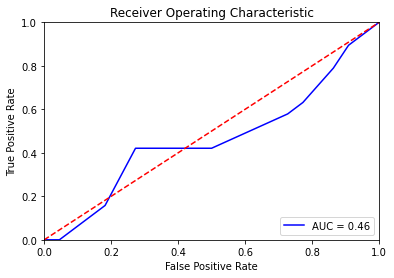 Receiver Operating Characteristic
1.0
0.8
0.6
0.4
0.2
0.0
True Positive Rate
AUC = 0.46
0.0 0.2 0.4 0.6 0.8 1.0
False Positive Rate